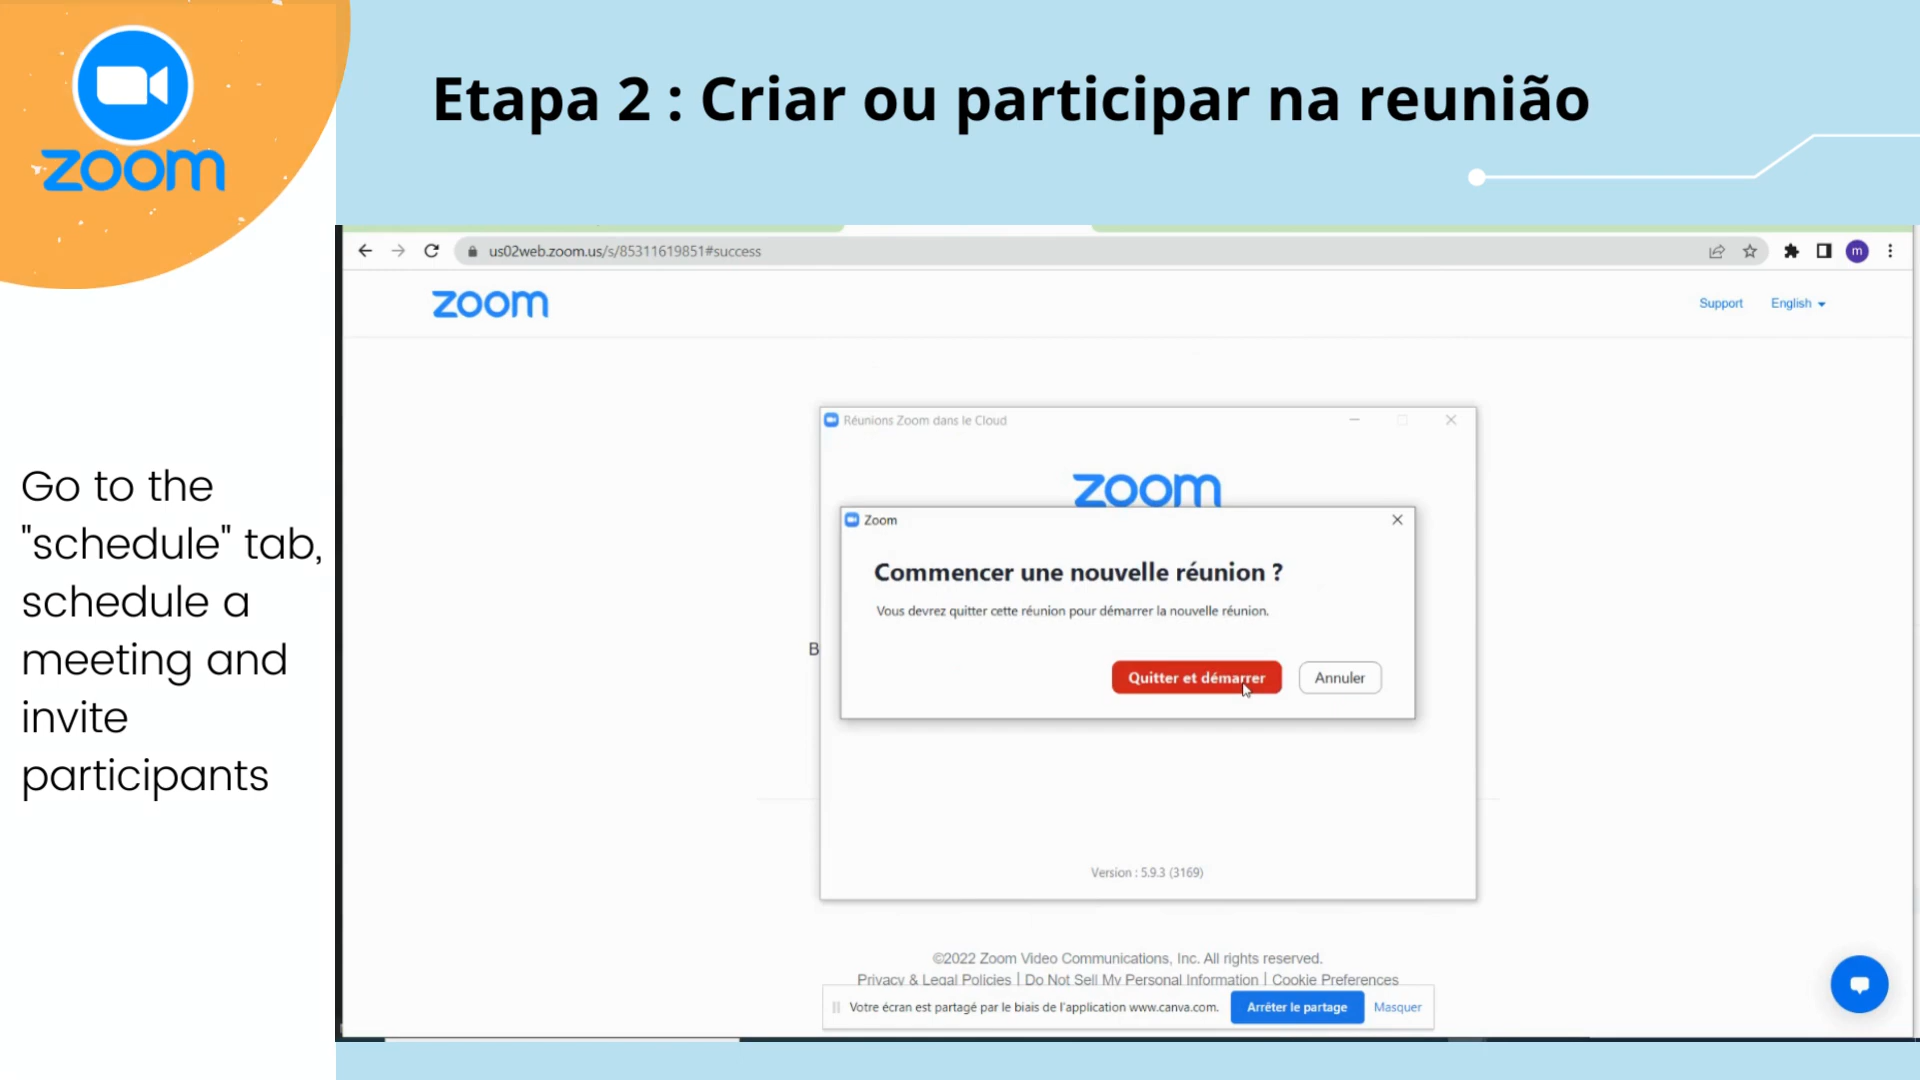 zoom
Etapa 2 : Criar ou participar na reunião
Go to the
"schedule" tab,
schedule a
meeting and
invite
participants
us02web.zoom.us/s/85311619851#success
m
zoom
Support
English
Réunions Zoom dans le Cloud
zoom
Zoom
Commencer une nouvelle réunion ?
Vous devrez quitter cette réunion pour démarrer la nouvelle réunion.
B
Quitter et démarrer
Annuler
Version : 5.9.3 (3169)
©2022 Zoom Video Communications, Inc. All rights reserved.
Privacy & Legal Policies | Do Not Sell My Personal Information | Cookie Preferences
Votre écran est partagé par le biais de l'application www.canva.com.
Arrêter le partage
Masquer